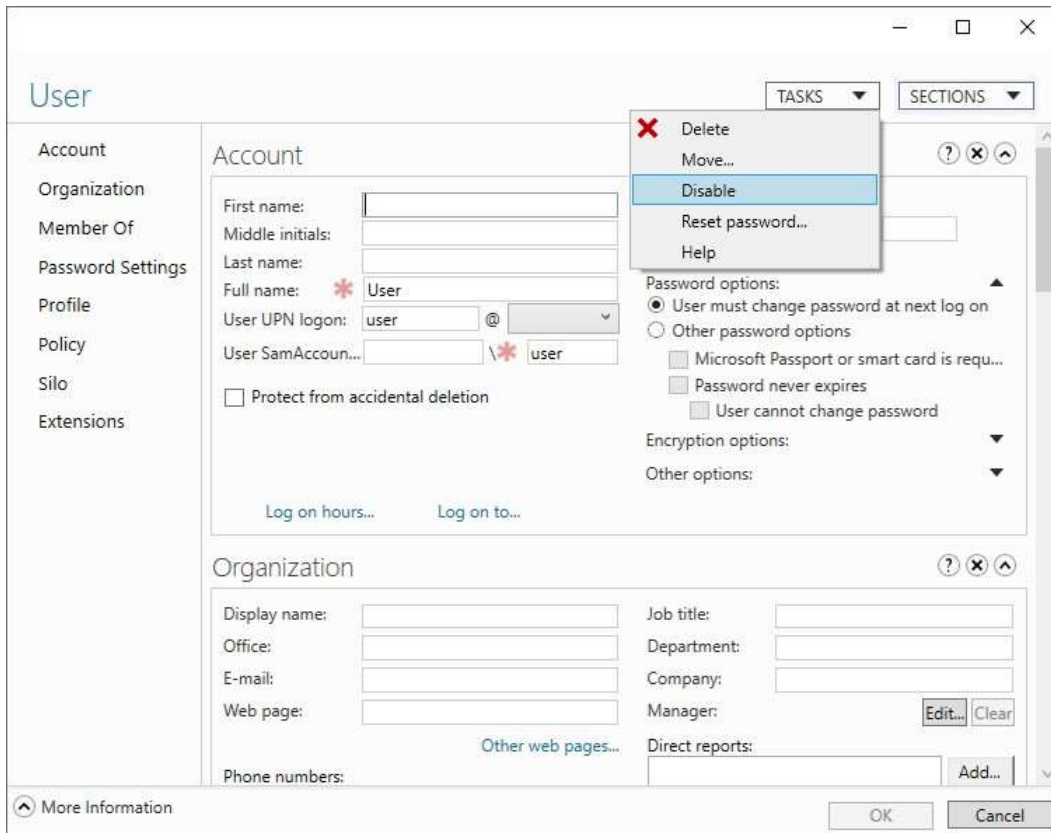 User
TASKS
SECTIONS
Delete
Move...
Disable
Reset password...
Help
Account
Organization
Member Of
Password Settings
Profile
Policy
Silo
Extensions
Account
First name:
Middle initials:
Last name:
Full name: * User
User UPN logon: user @
User SamAccoun... \* user
Protect from accidental deletion
Log on hours...
Log on to...
Password options:
User must change password at next log on
Other password options
Microsoft Passport or smart card is requ...
Password never expires
User cannot change password
Encryption options:
Other options:
Organization
Display name:
Office:
E-mail:
Web page:
Other web pages...
Phone numbers:
Job title:
Department:
Company:
Manager: Edit... Clear
Direct reports:
Add...
More Information
OK
Cancel